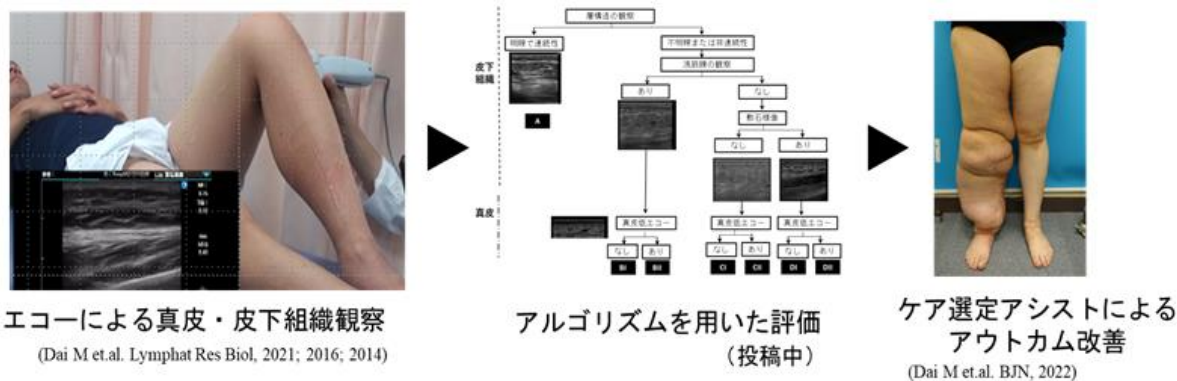 層構造の観察
明瞭で連続性
不明瞭または非連続性
皮下
組織
浅筋膜の観察
あり
なし
A
敷石様像
なし
あり
真皮
真皮低エコー
真皮低エコー
真皮低エコー
なし
あり
なし
あり
なし
あり
BI
BII
CI
CII
DI
DII
エコーによる真皮・皮下組織観察
(Dai M et.al. Lymphat Res Biol, 2021; 2016; 2014)
アルゴリズムを用いた評価
(投稿中)
ケア選定アシストによる
アウトカム改善
(Dai M et.al. BJN, 2022)